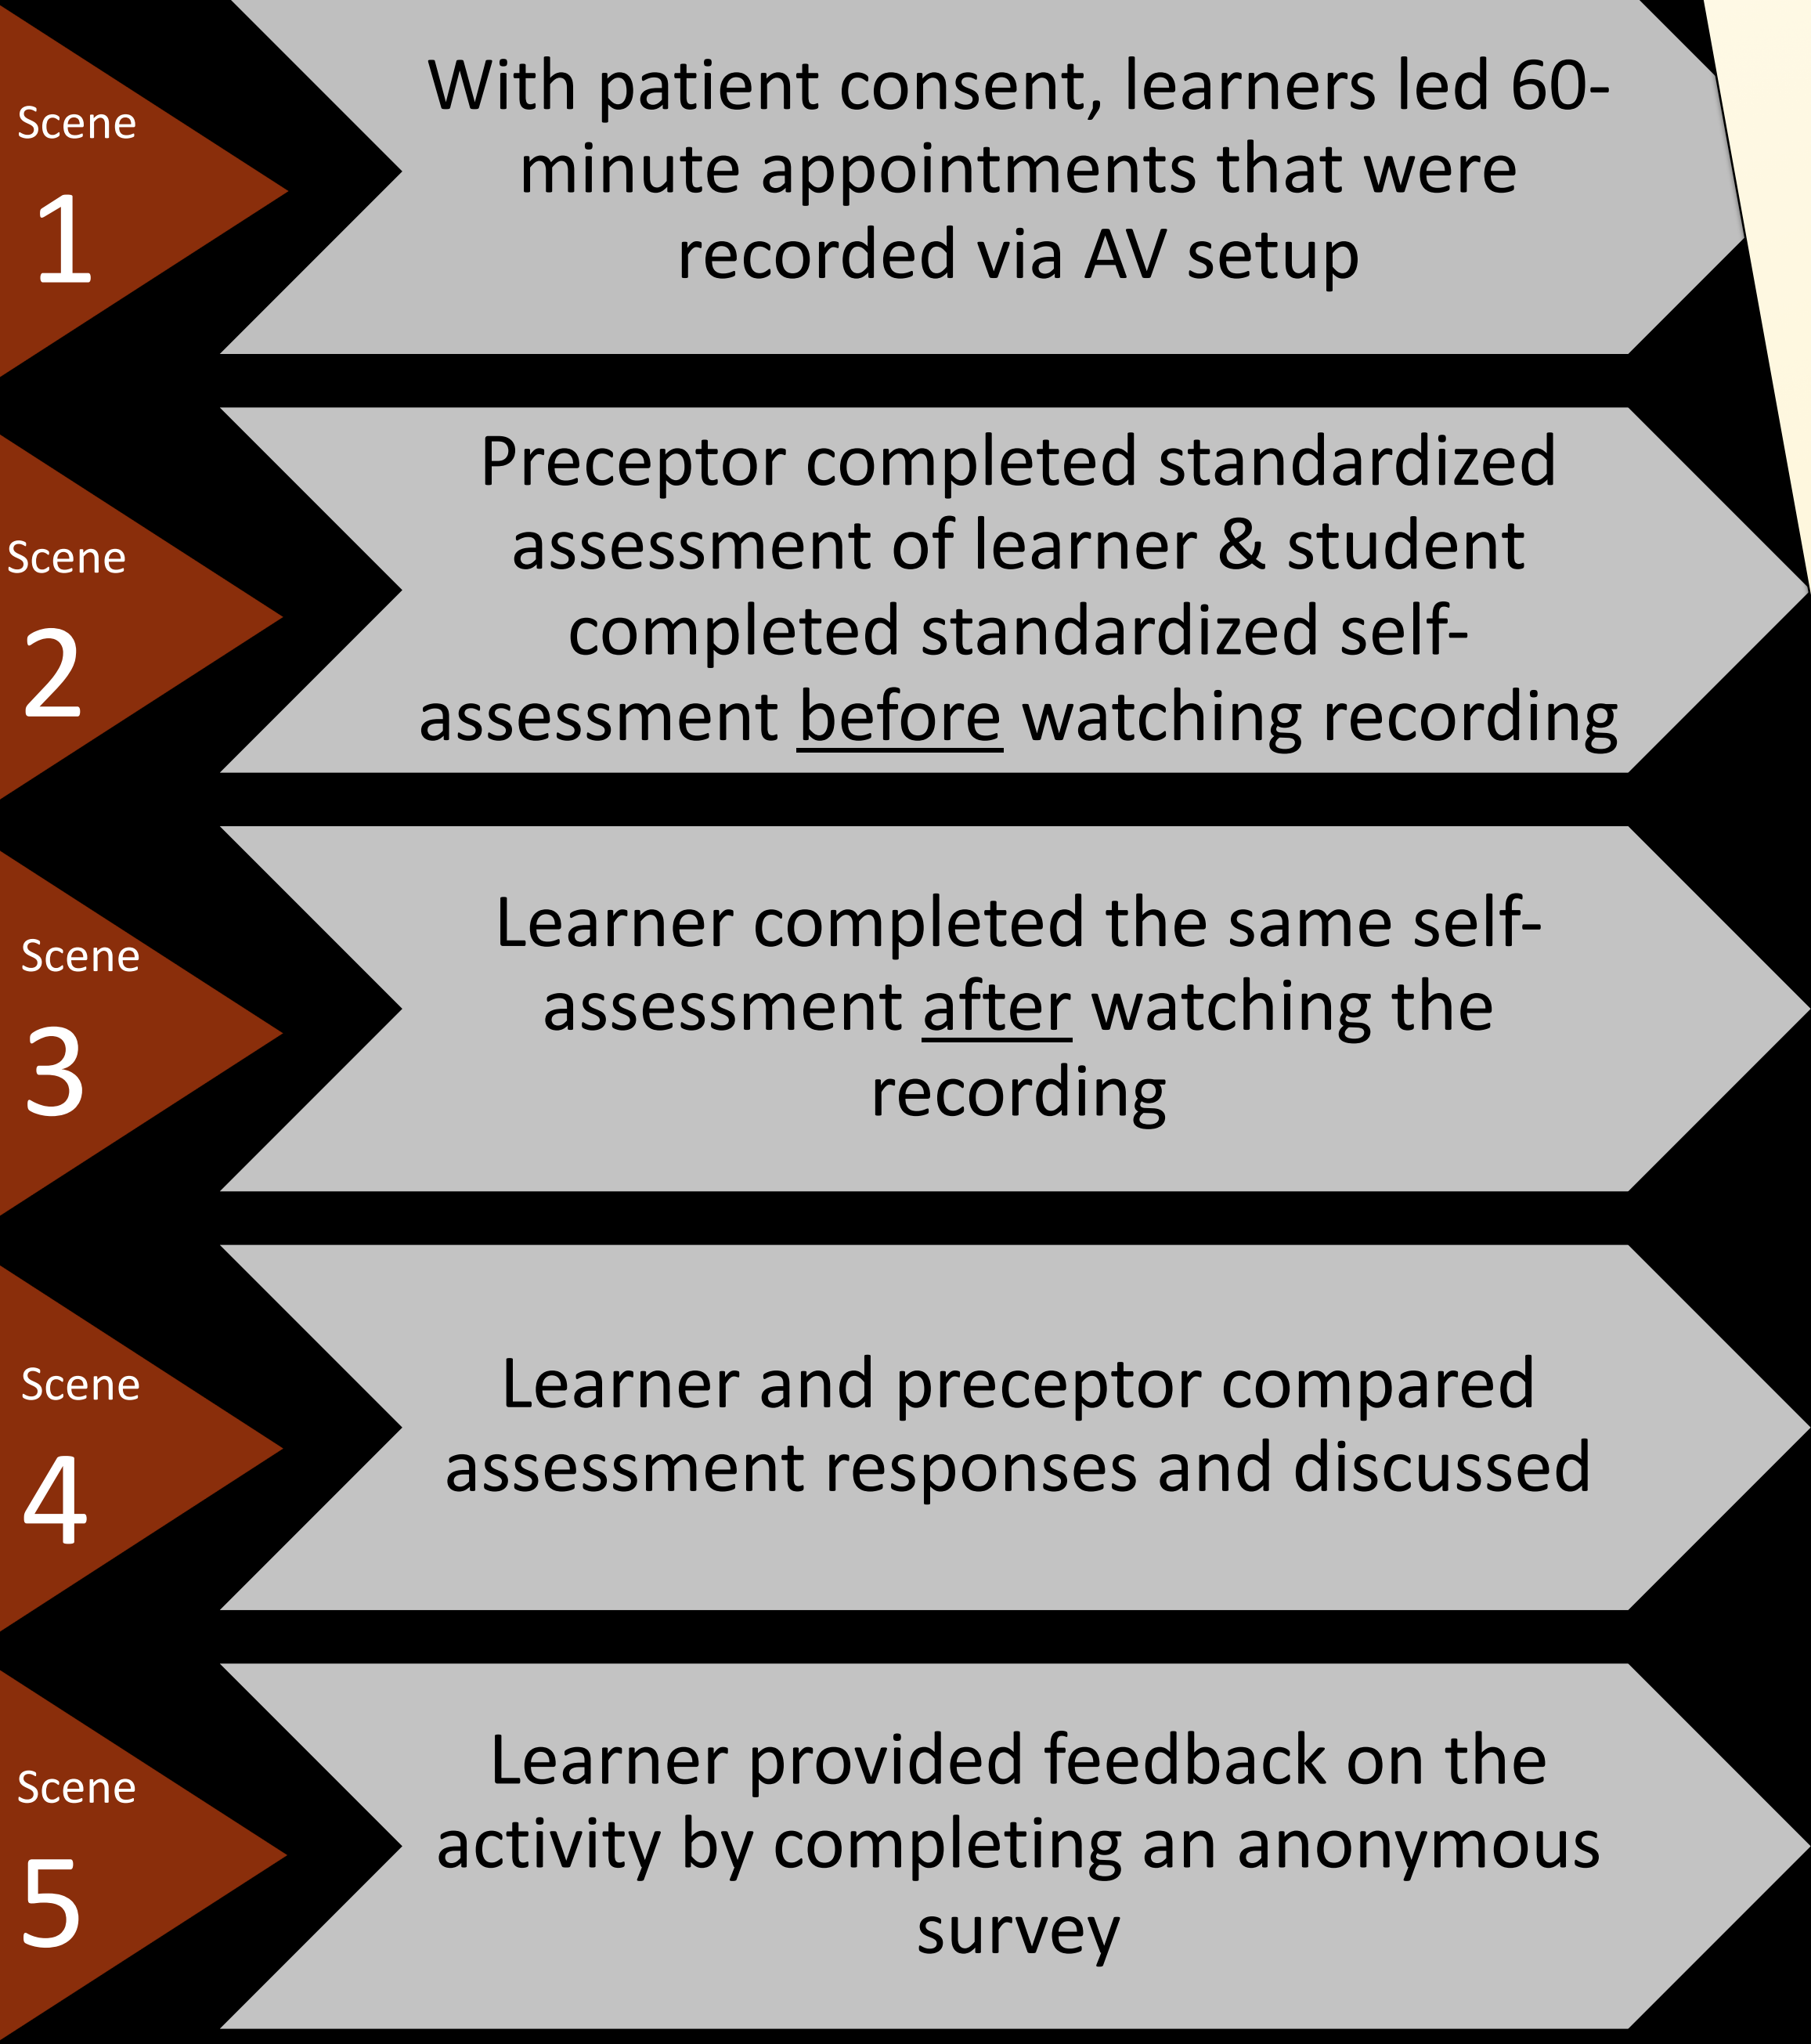 Scene
1
With patient consent, learners led 60-
minute appointments that were
recorded via AV setup
Scene
2
Preceptor completed standardized
assessment of learner & student
completed standardized self-
assessment before watching recording
Scene
3
Learner completed the same self-
assessment after watching the
recording
Scene
4
Learner and preceptor compared
assessment responses and discussed
Scene
5
Learner provided feedback on the
activity by completing an anonymous
survey